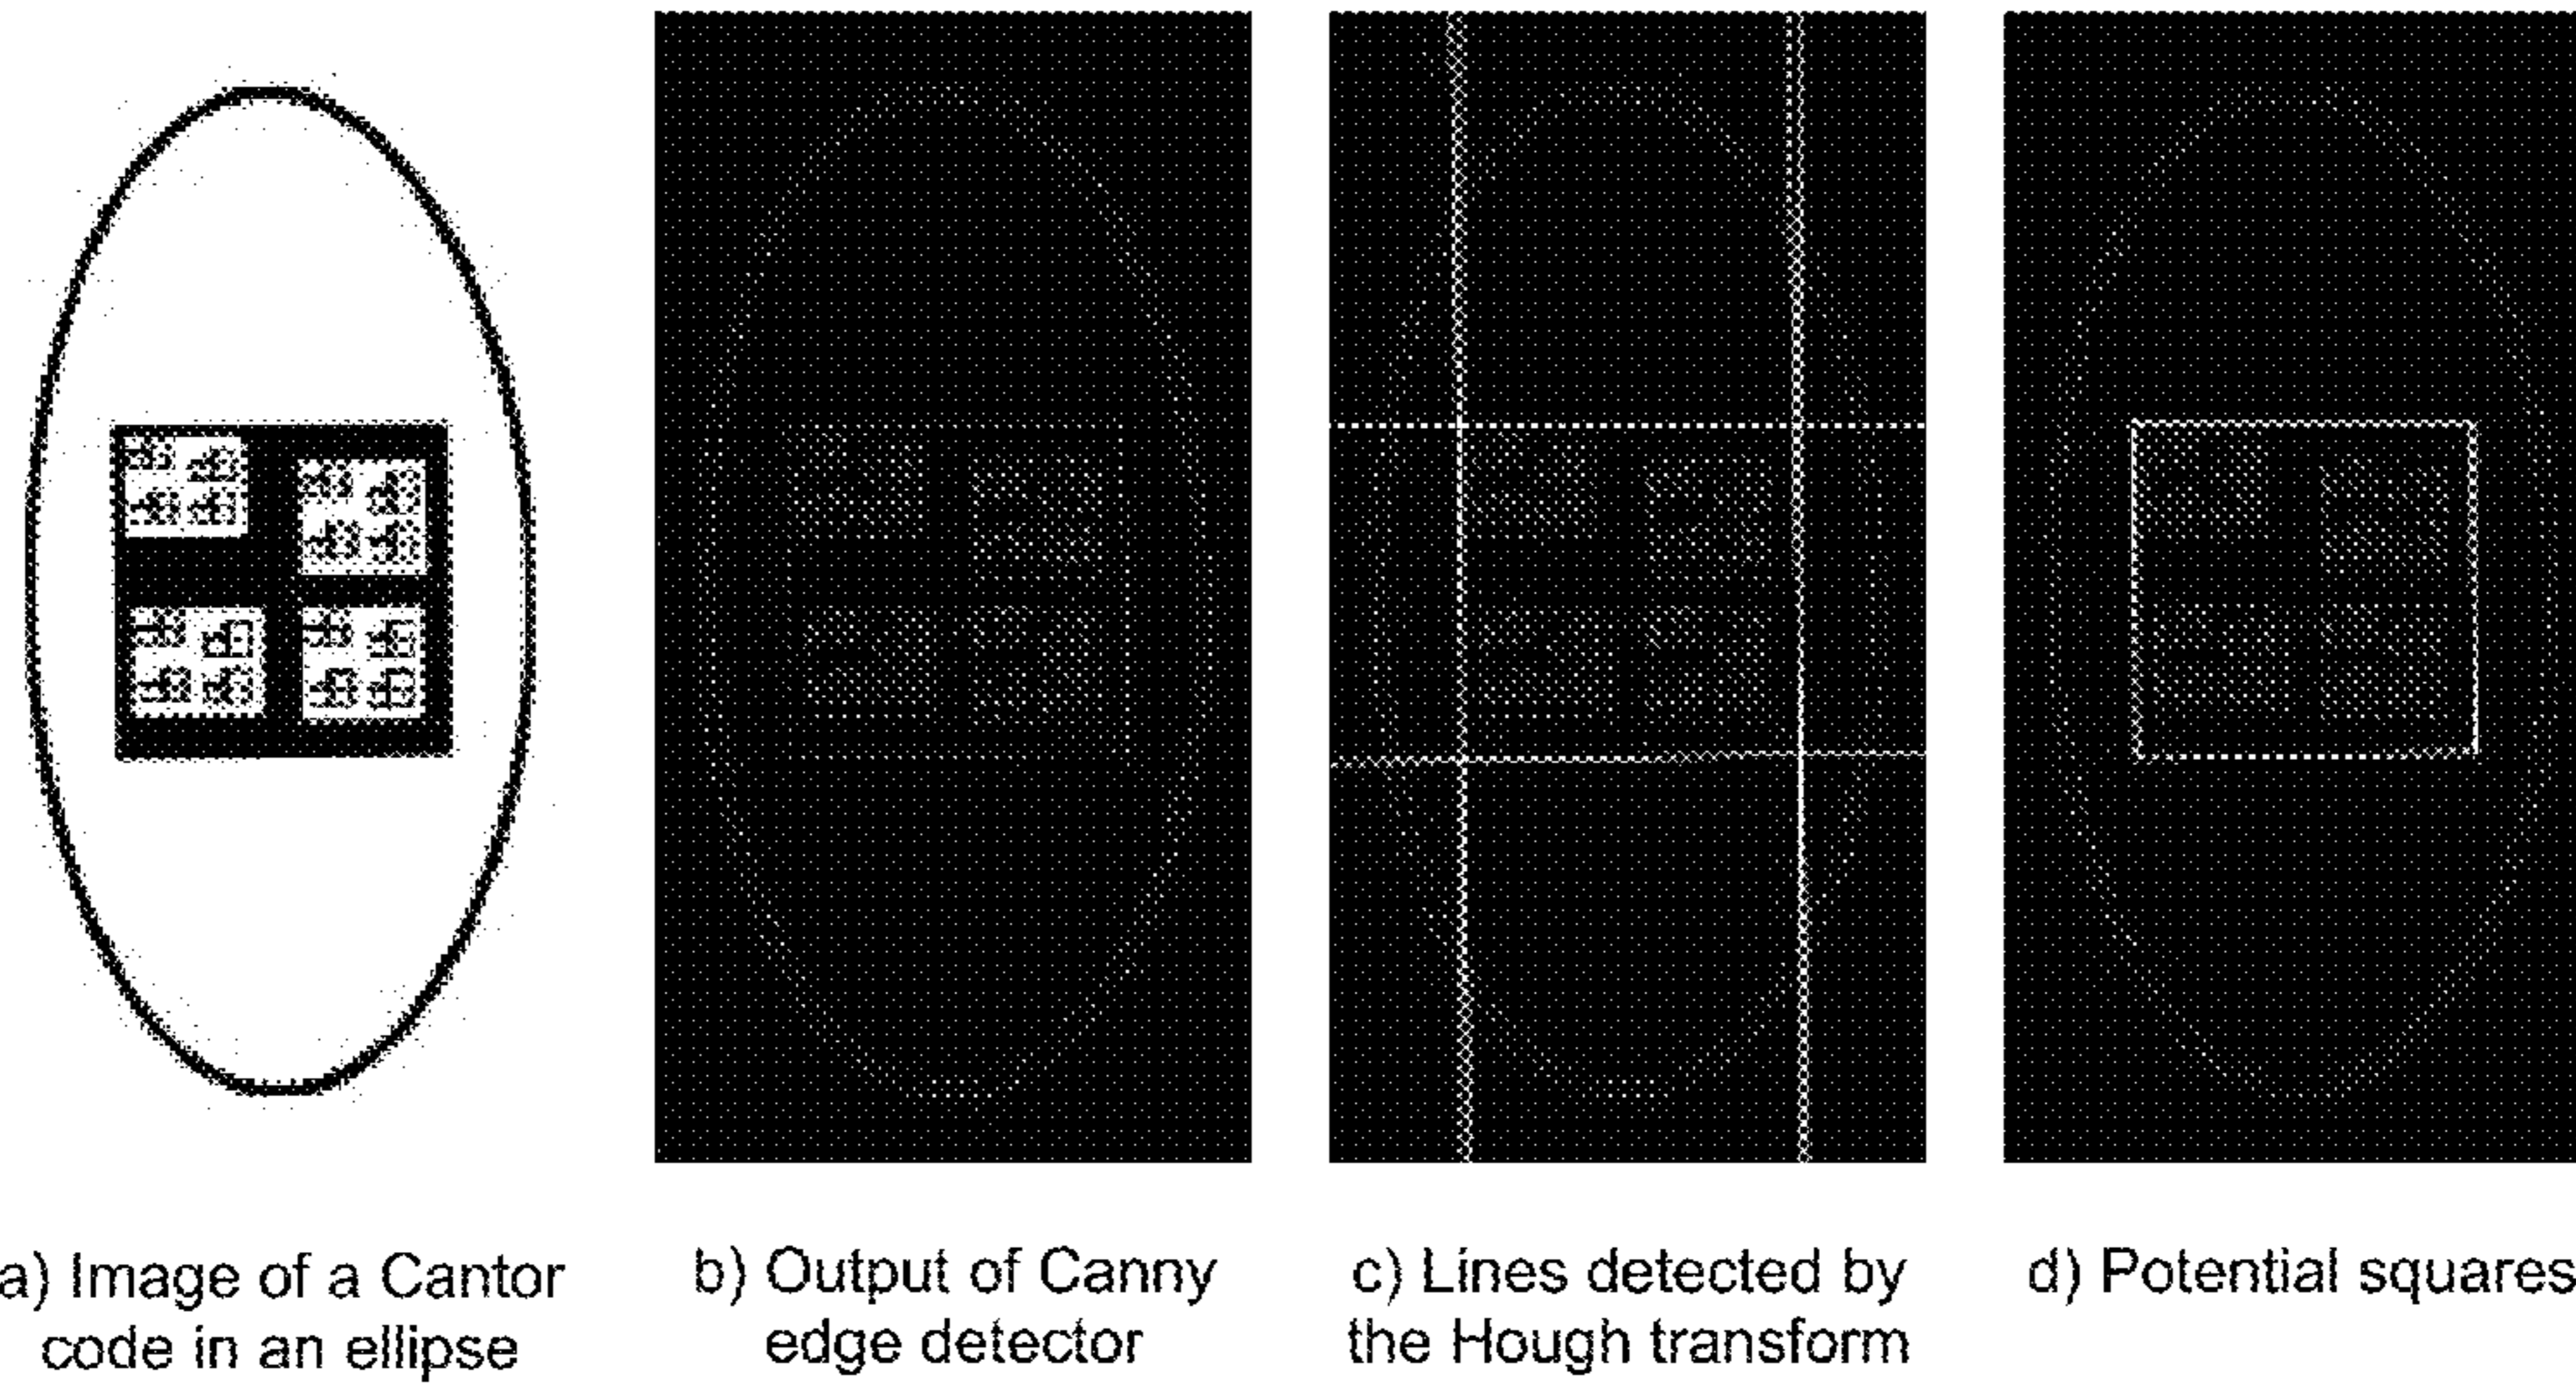 a) Image of a Cantor
code in an ellipse
b) Output of Canny
edge detector
c) Lines detected by
the Hough transform
d) Potential squares